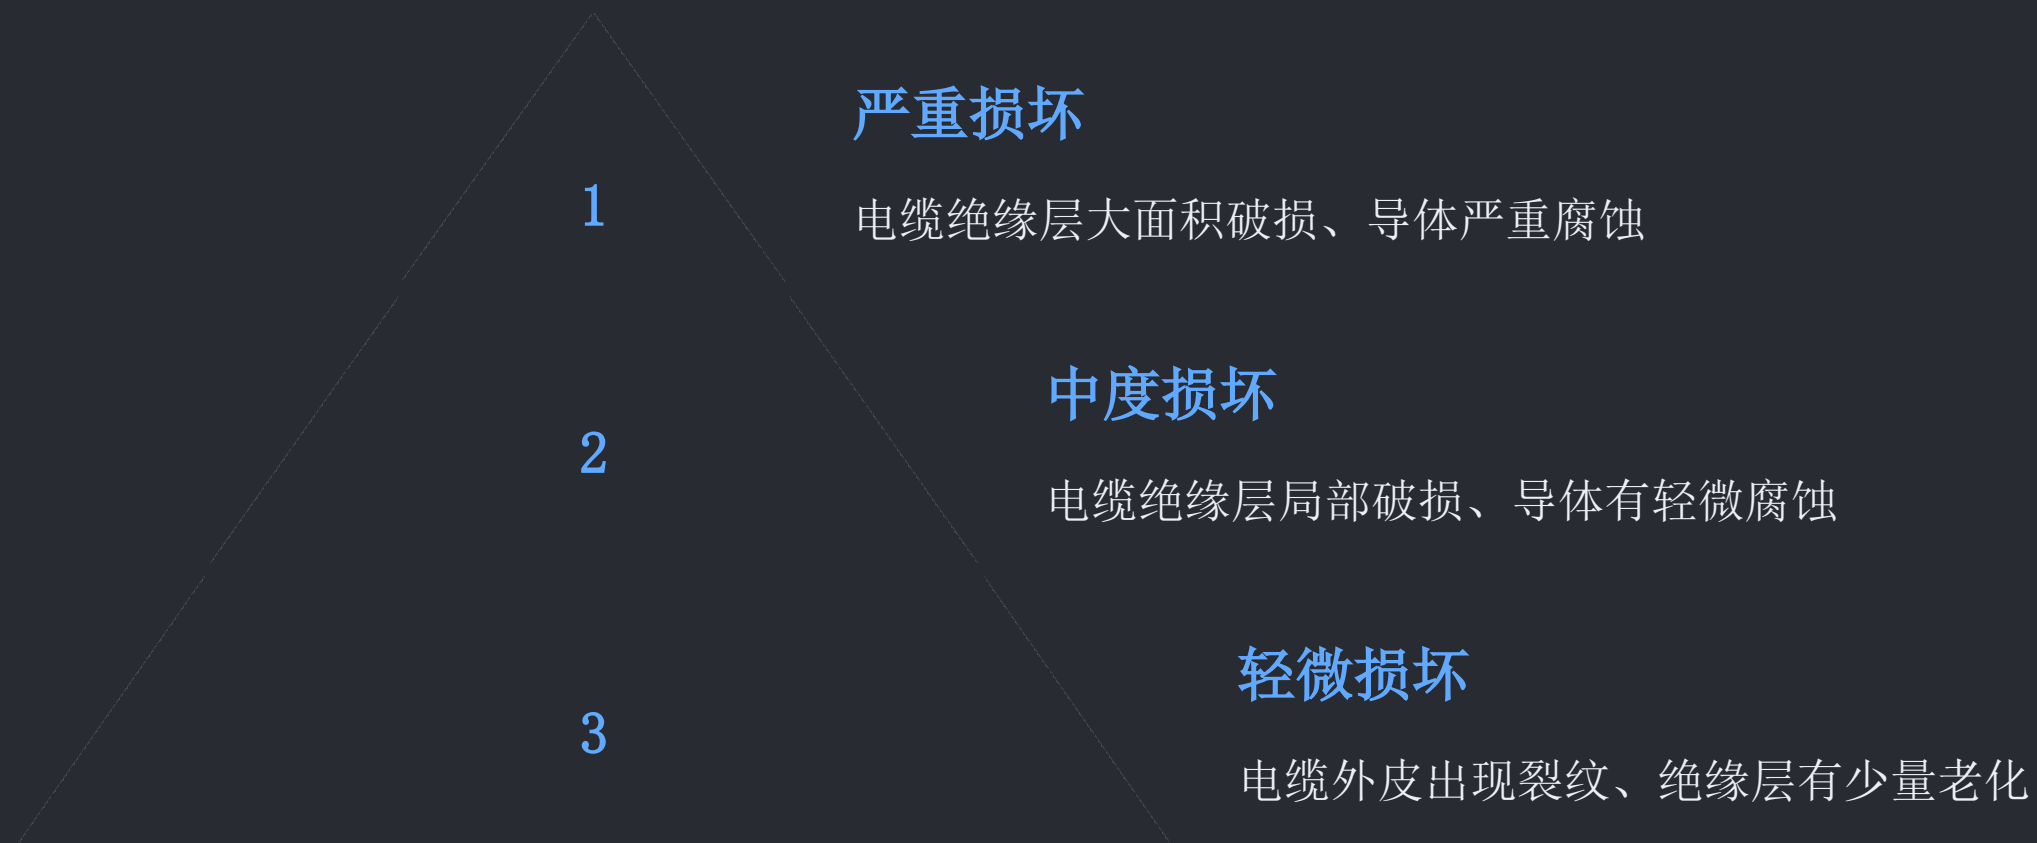 严重损坏
1
电缆绝缘层大面积破损、导体严重腐蚀
中度损坏
2
电缆绝缘层局部破损、导体有轻微腐蚀
轻微损坏
3
电缆外皮出现裂纹、绝缘层有少量老化